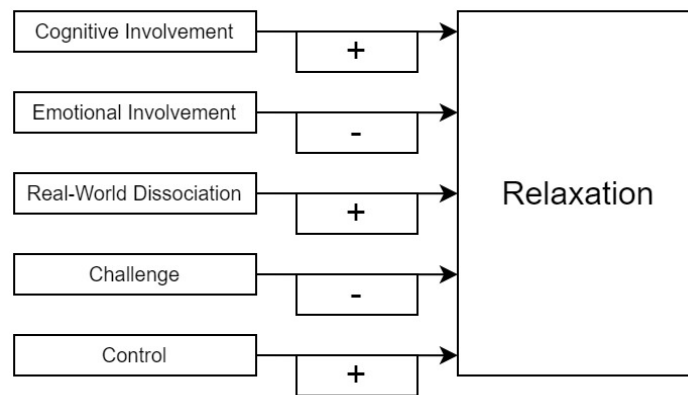 Cognitive Involvement
+
Emotional Involvement
-
Real-World Dissociation
+
Challenge
-
Control
+
Relaxation